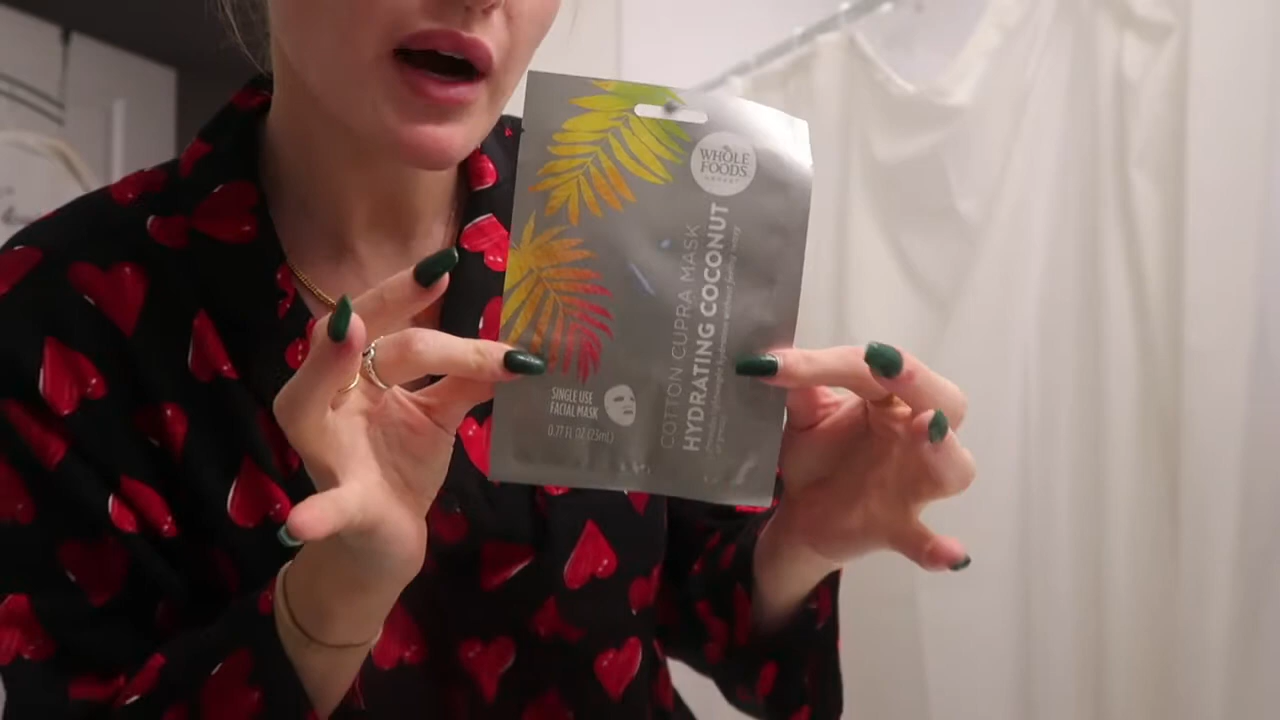 WHOLE
FOODS
MARKET
COTTON CUPRA MASK
HYDRATING COCONUT
SINGLE USE
FACIAL MASK
0.77 FL OZ (23mL)